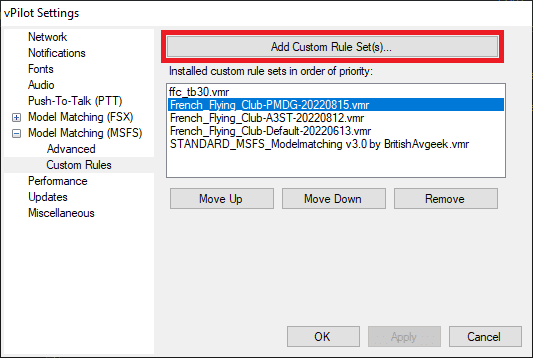 vPilot Settings
Network
Notifications
Fonts
Audio
Push-To-Talk (PTT)
Model Matching (FSX)
Model Matching (MSFS)
Advanced
Custom Rules
Performance
Updates
Miscellaneous
Add Custom Rule Set(s)...
Installed custom rule sets in order of priority:
ffc_tb30.vmr
French_Flying_Club-PMDG-20220815.vmr
French_Flying_Club-A3ST-20220812.vmr
French_Flying_Club-Default-20220613.vmr
STANDARD_MSFS_Modelmatching v3.0 by BritishAvgeek.vmr
Move Up
Move Down
Remove
OK
Apply
Cancel